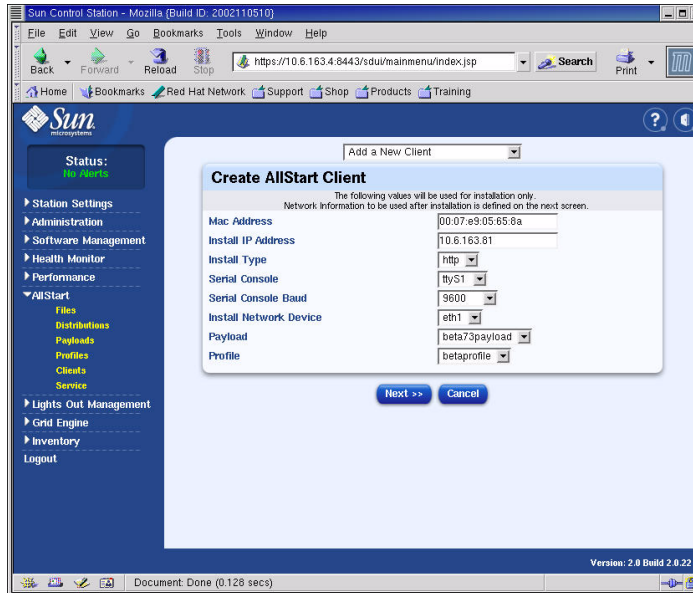 Sun Control Station - Mozilla {Build ID: 2002110510}
File Edit View Go Bookmarks Tools Window Help
Back Forward Reload Stop https://10.6.163.4:8443/sdui/mainmenu/index.jsp Search Print
Home Bookmarks Red Hat Network Support Shop Products Training
Sun
microsystems
?
Status:
No Alerts
Station Settings
Administration
Software Management
Health Monitor
Performance
AllStart
Files
Distributions
Payloads
Profiles
Clients
Service
Lights Out Management
Grid Engine
Inventory
Logout
Add a New Client
Create AllStart Client
The following values will be used for installation only.
Network Information to be used after installation is defined on the next screen.
Mac Address 00:07:e9:05:65:8a
Install IP Address 10.6.163.81
Install Type http
Serial Console ttyS1
Serial Console Baud 9600
Install Network Device eth1
Payload beta73payload
Profile betaprofile
Next >> Cancel
Version: 2.0 Build 2.0.22
Document: Done (0.128 secs)